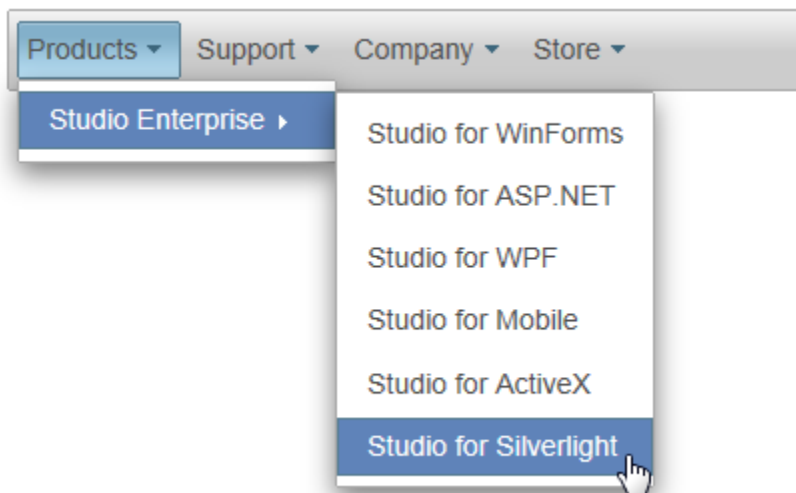 Products Support Company Store
Studio Enterprise
Studio for WinForms
Studio for ASP.NET
Studio for WPF
Studio for Mobile
Studio for ActiveX
Studio for Silverlight